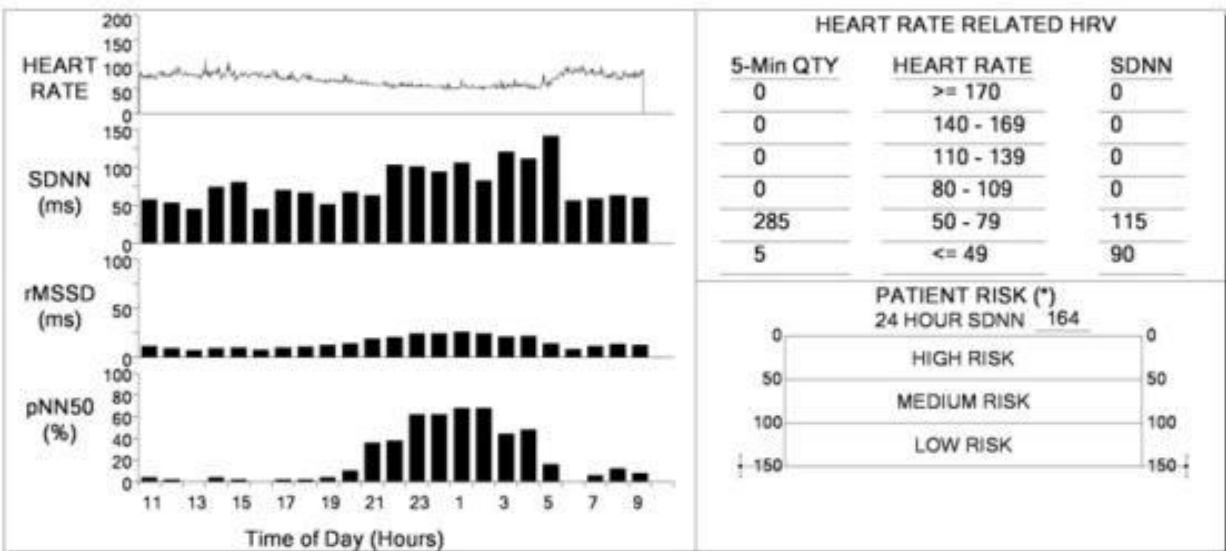 HEART RATE
200
150
100
50
0
SDNN (ms)
150
100
50
0
rMSSD (ms)
100
50
0
pNN50 (%)
100
80
60
40
20
0
11 13 15 17 19 21 23 1 3 5 7 9
Time of Day (Hours)
HEART RATE RELATED HRV
5-Min QTY HEART RATE SDNN
0 >= 170 0
0 140 - 169 0
0 110 - 139 0
0 80 - 109 0
285 50 - 79 115
5 <= 49 90
PATIENT RISK (*)
24 HOUR SDNN 164
0 0
HIGH RISK
50 50
MEDIUM RISK
100 100
LOW RISK
150 150